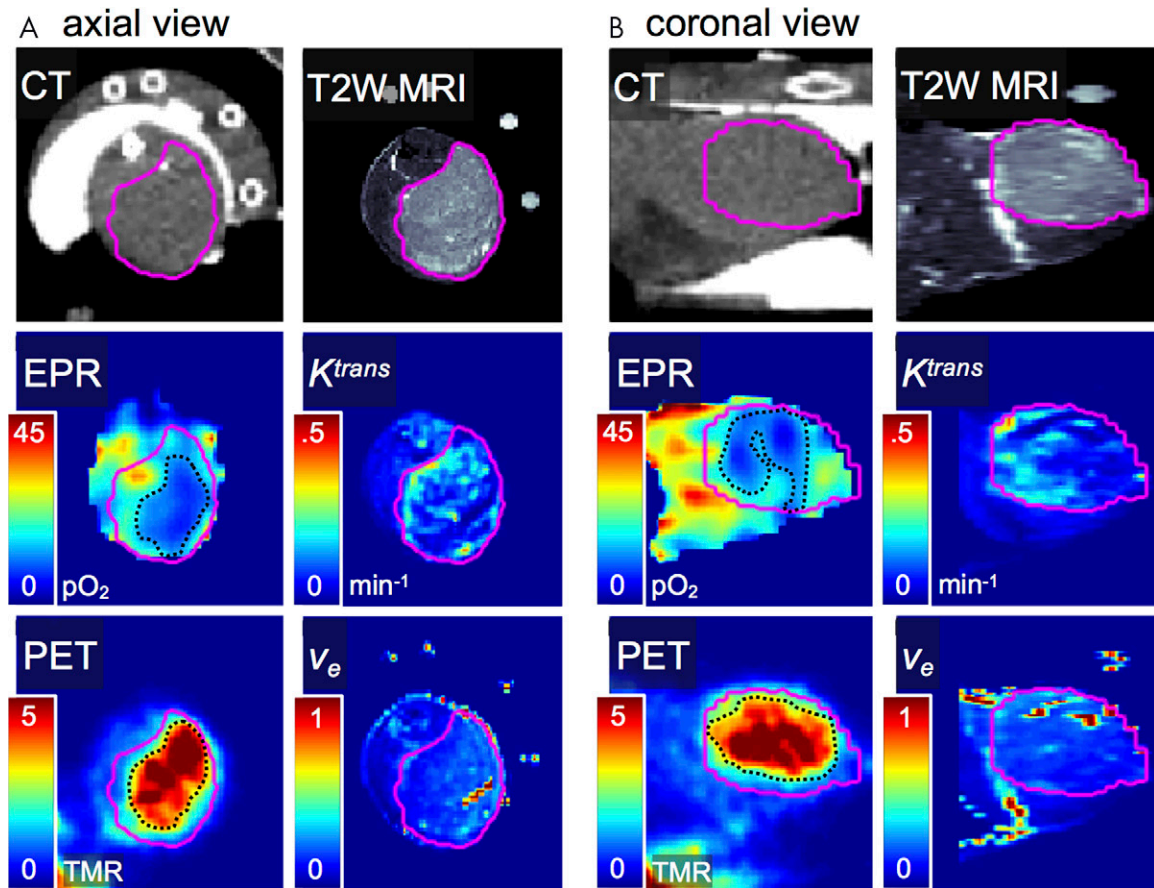 A axial view
CT
T2W MRI
EPR
45
0
pO₂
Kᵗʳᵃⁿˢ
.5
0
min⁻¹
PET
5
0
TMR
vₑ
1
0
B coronal view
CT
T2W MRI
EPR
45
0
pO₂
Kᵗʳᵃⁿˢ
.5
0
min⁻¹
PET
5
0
TMR
vₑ
1
0